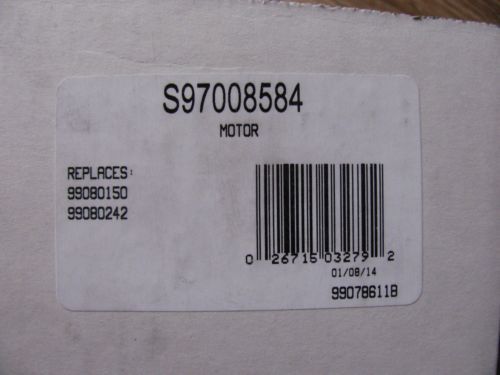 S97008584
MOTOR
REPLACES:
99080150
99080242
0 26715 03279 2
01/08/14
99078611B